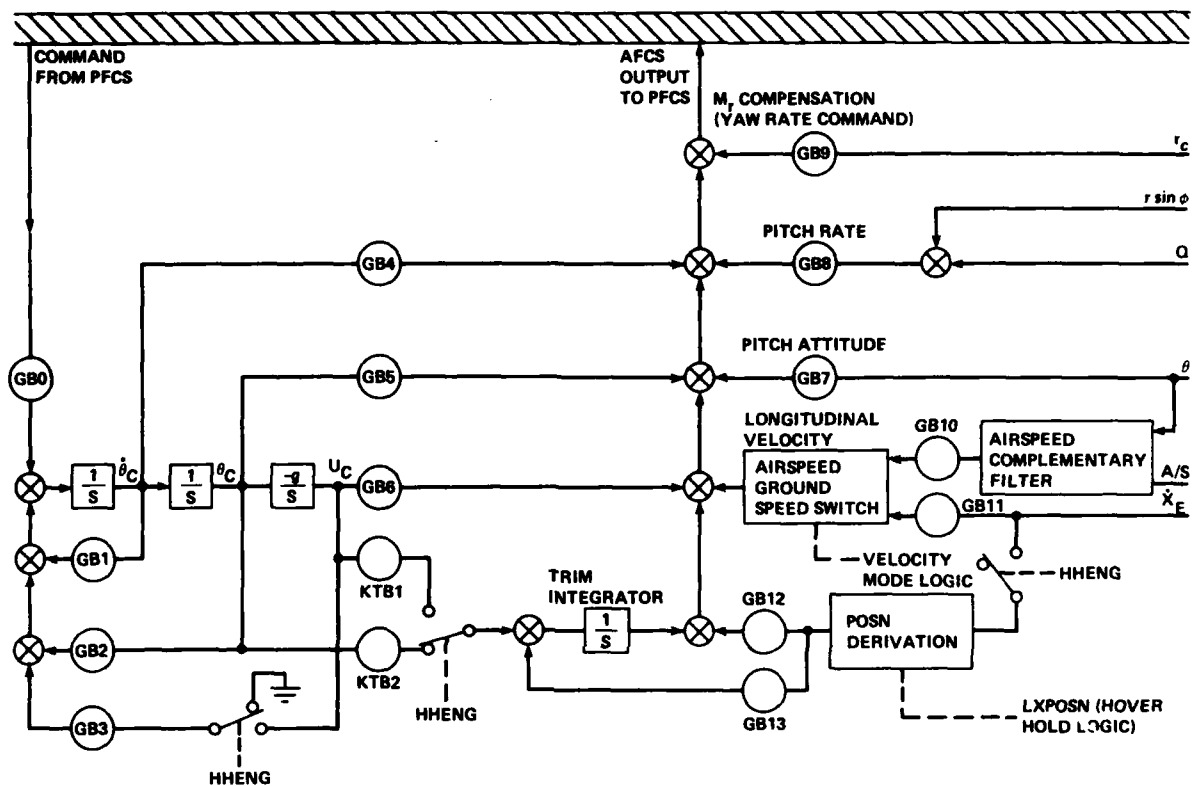 COMMAND
FROM PFCS
AFCS
OUTPUT
TO PFCS
Mr COMPENSATION
(YAW RATE COMMAND)
GB9
rc
r sin ϕ
PITCH RATE
GB4
GB8
Q
GB0
PITCH ATTITUDE
GB5
GB7
θ
LONGITUDINAL
VELOCITY
GB10
AIRSPEED
COMPLEMENTARY
FILTER
A/S
AIRSPEED
GROUND
SPEED SWITCH
GB11
ẊE
1/S
θ̇C
1/S
θC
-g/S
UC
GB6
GB1
KTB1
VELOCITY
MODE LOGIC
HHENG
TRIM
INTEGRATOR
1/S
GB12
POSN
DERIVATION
GB2
KTB2
HHENG
GB13
GB3
HHENG
LXPOSN (HOVER
HOLD LOGIC)